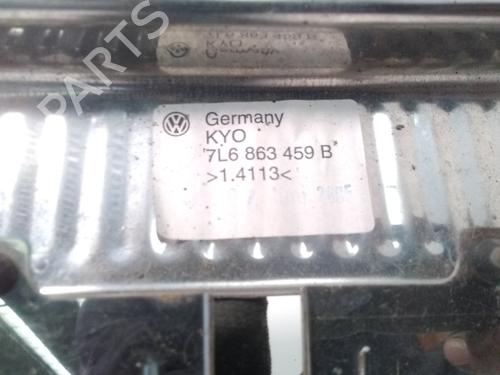 PARTS
Germany
KYO
7L6 863 459 B
>1.4113<